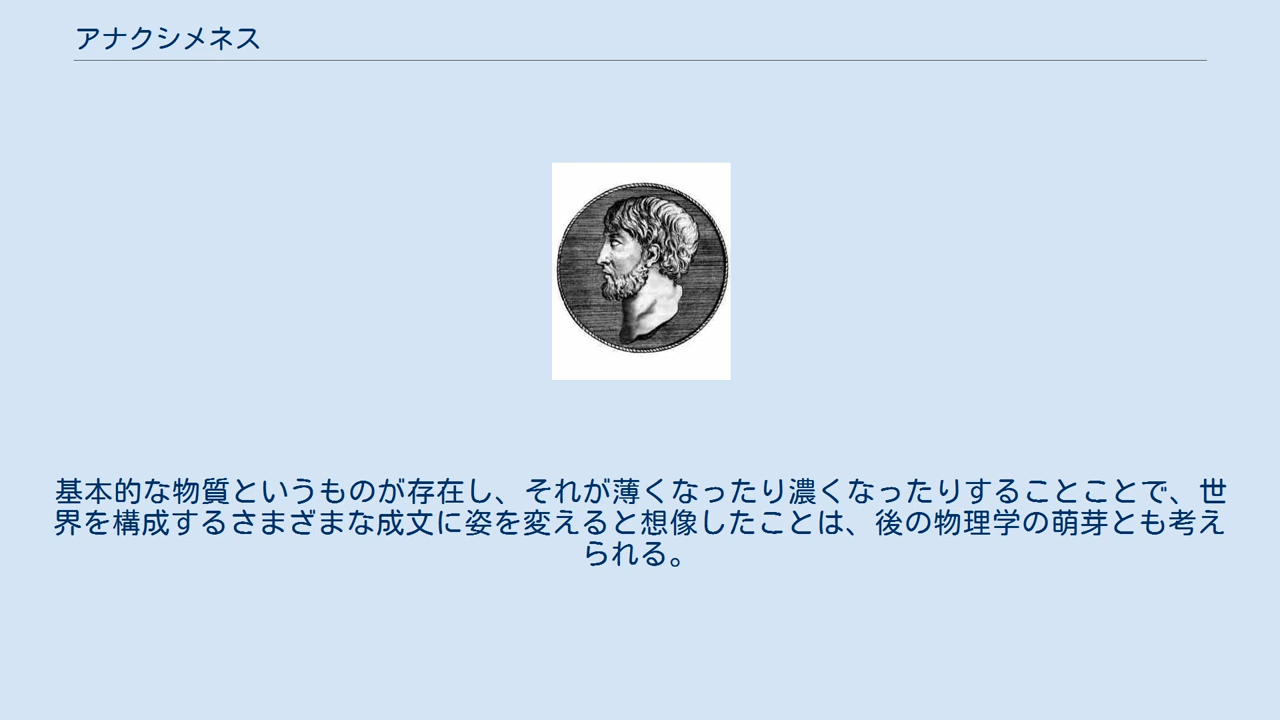 アナクシメネス
基本的な物質というものが存在し、それが薄くなったり濃くなったりすることことで、世
界を構成するさまざまな成文に姿を変えると想像したことは、後の物理学の萌芽とも考え
られる。